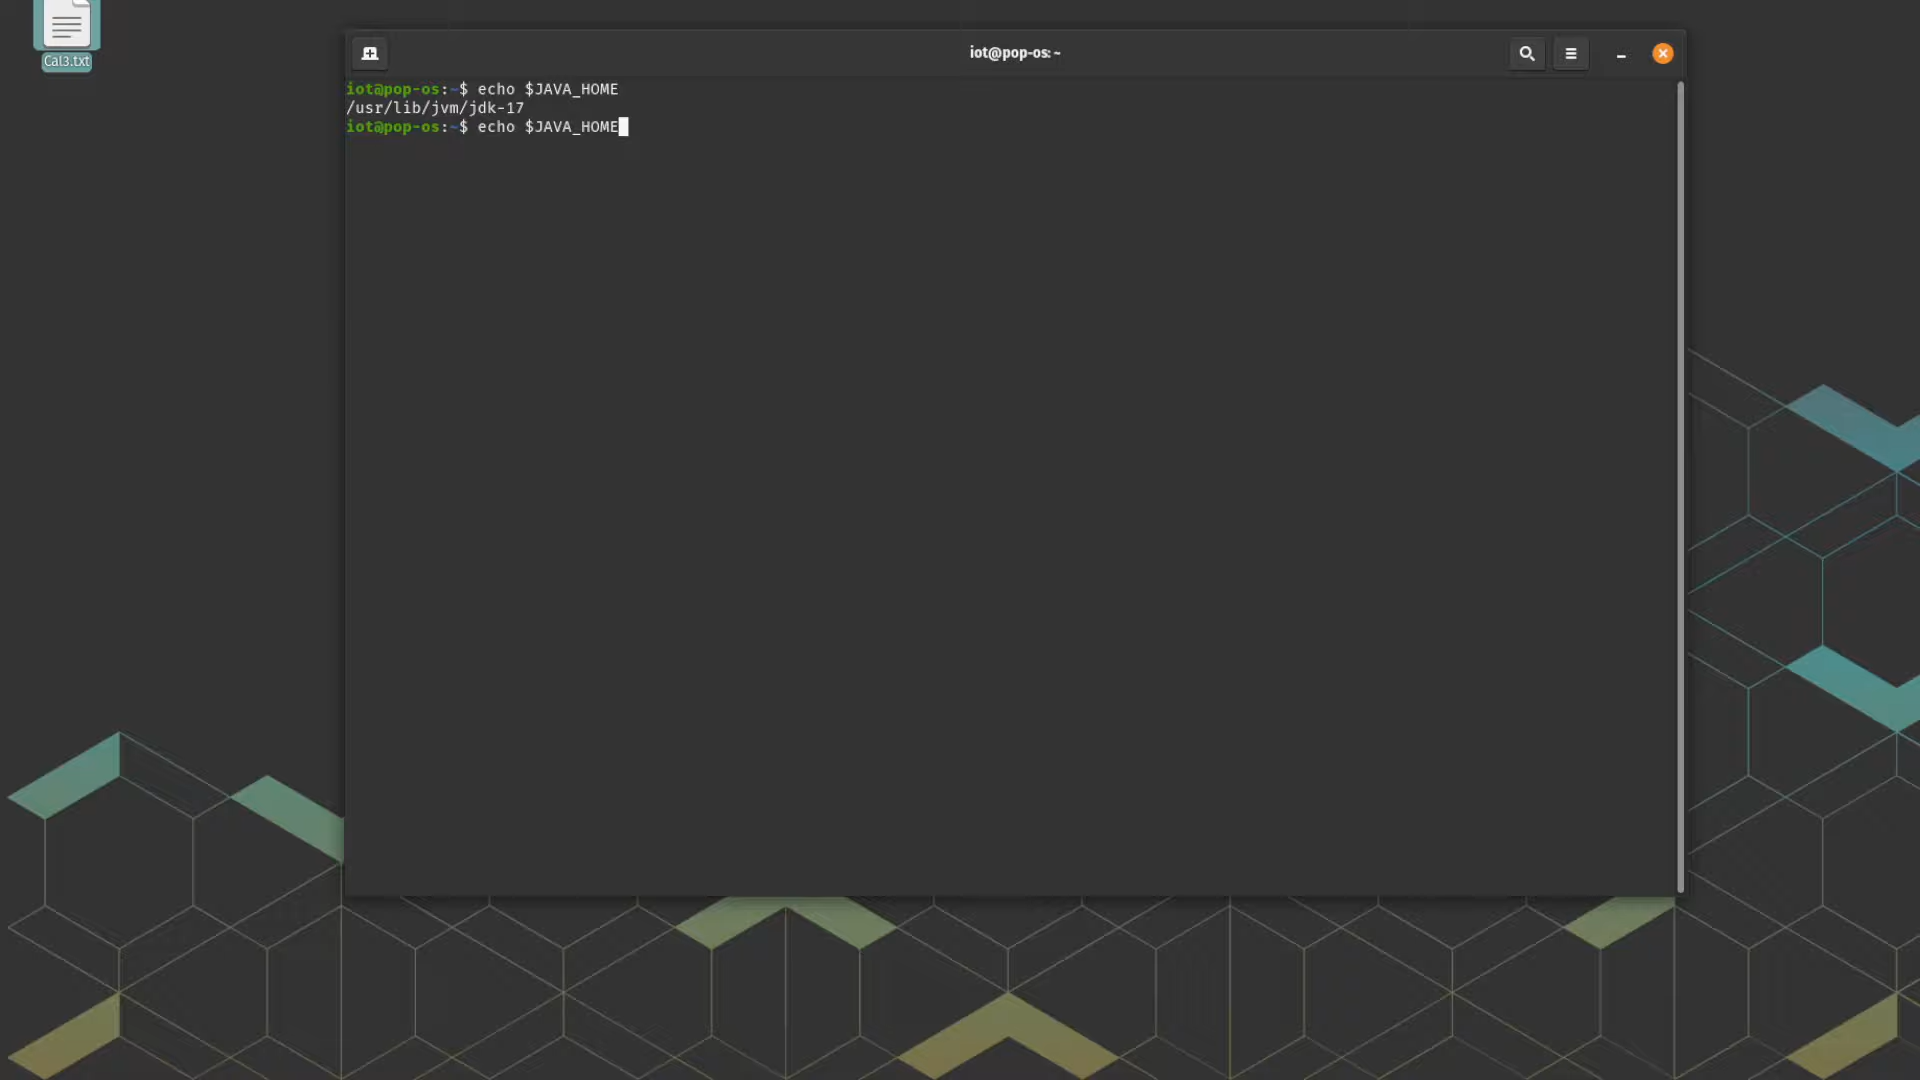 Cal3.txt
iot@pop-os: ~
iot@pop-os:~$ echo $JAVA_HOME
/usr/lib/jvm/jdk-17
iot@pop-os:~$ echo $JAVA_HOME